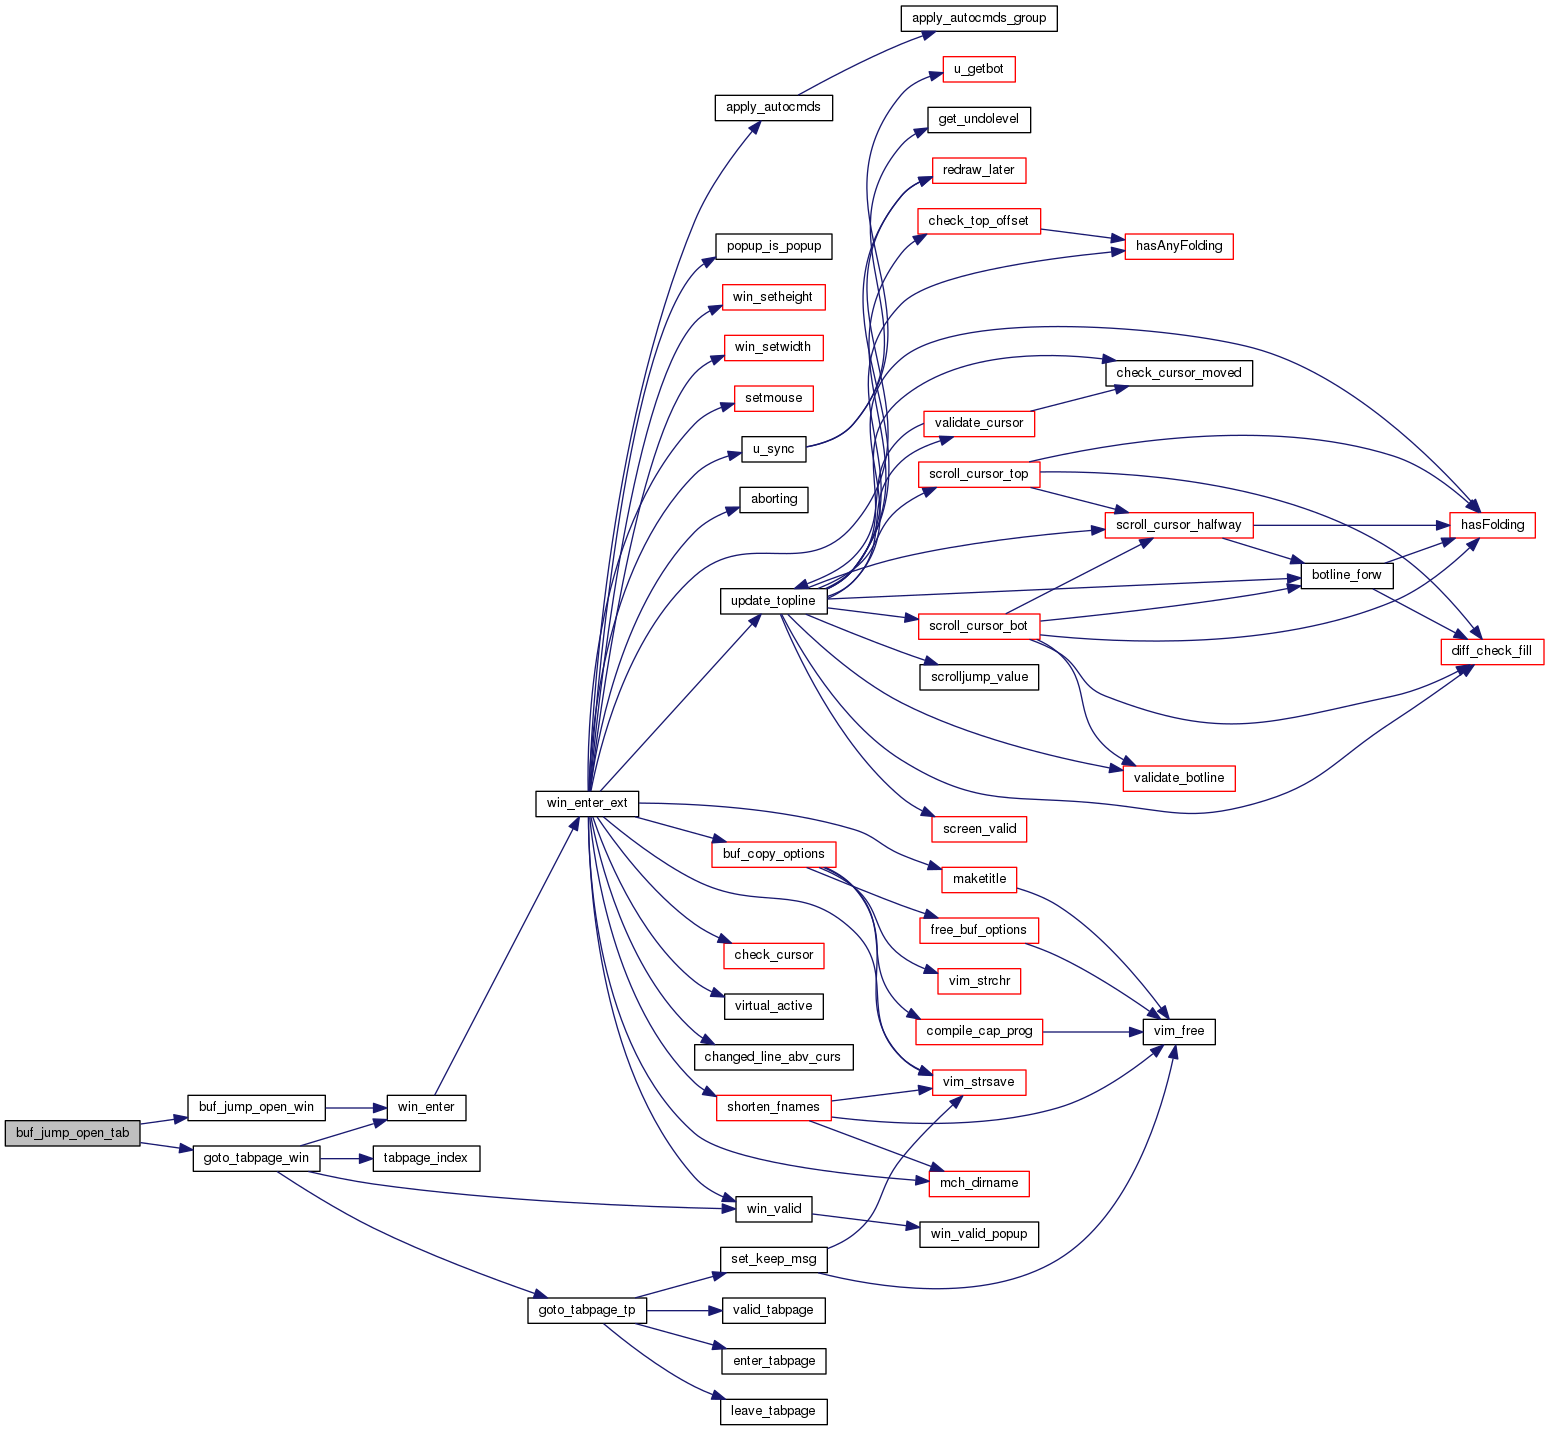 apply_autocmds_group
u_getbot
apply_autocmds
get_undolevel
redraw_later
check_top_offset
popup_is_popup
hasAnyFolding
win_setheight
win_setwidth
check_cursor_moved
setmouse
validate_cursor
u_sync
scroll_cursor_top
aborting
scroll_cursor_halfway
hasFolding
botline_forw
update_topline
scroll_cursor_bot
diff_check_fill
scrolljump_value
validate_botline
win_enter_ext
screen_valid
buf_copy_options
maketitle
free_buf_options
check_cursor
vim_strchr
virtual_active
compile_cap_prog
vim_free
changed_line_abv_curs
vim_strsave
buf_jump_open_win
win_enter
shorten_fnames
buf_jump_open_tab
goto_tabpage_win
tabpage_index
mch_dirname
win_valid
win_valid_popup
set_keep_msg
goto_tabpage_tp
valid_tabpage
enter_tabpage
leave_tabpage